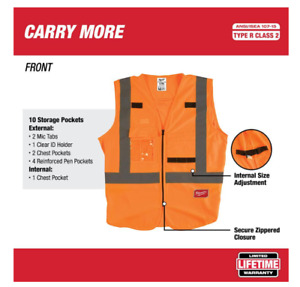 CARRY MORE
ANSI/ISEA 107-15
TYPE R CLASS 2
FRONT
10 Storage Pockets
External:
• 2 Mic Tabs
• 1 Clear ID Holder
• 2 Chest Pockets
• 4 Reinforced Pen Pockets
Internal:
• 1 Chest Pocket
Internal Size
Adjustment
Secure Zippered
Closure
Milwaukee
LIMITED
LIFETIME
WARRANTY